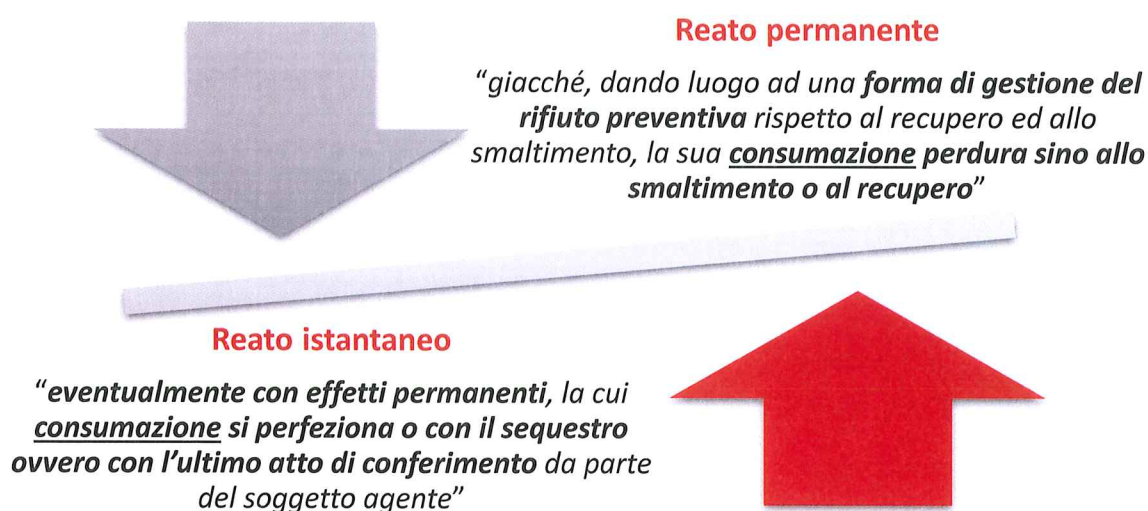 Reato permanente
“giacché, dando luogo ad una forma di gestione del
rifiuto preventiva rispetto al recupero ed allo
smaltimento, la sua consumazione perdura sino allo
smaltimento o al recupero”
Reato istantaneo
“eventualmente con effetti permanenti, la cui
consumazione si perfeziona o con il sequestro
ovvero con l’ultimo atto di conferimento da parte
del soggetto agente”